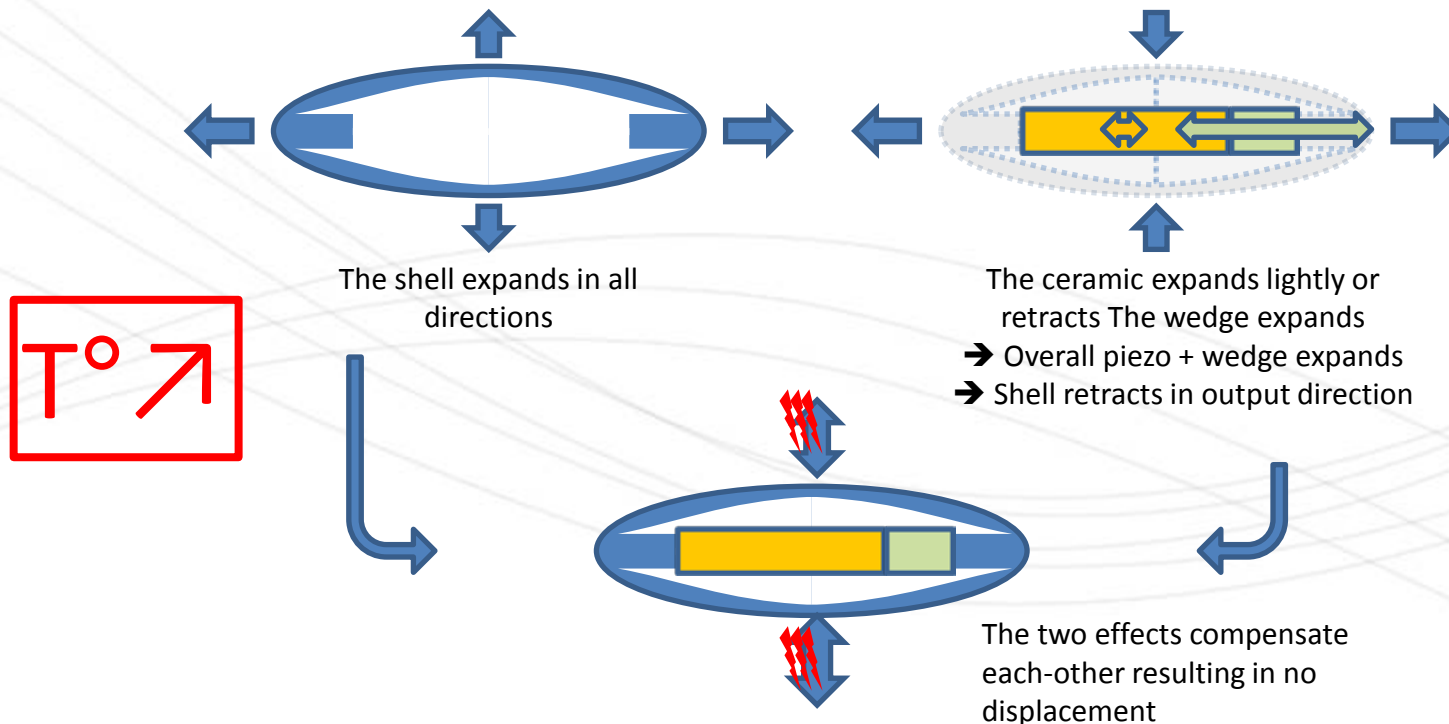 The shell expands in all
directions
The ceramic expands lightly or
retracts The wedge expands
➔ Overall piezo + wedge expands
➔ Shell retracts in output direction
T° ↗
The two effects compensate
each-other resulting in no
displacement